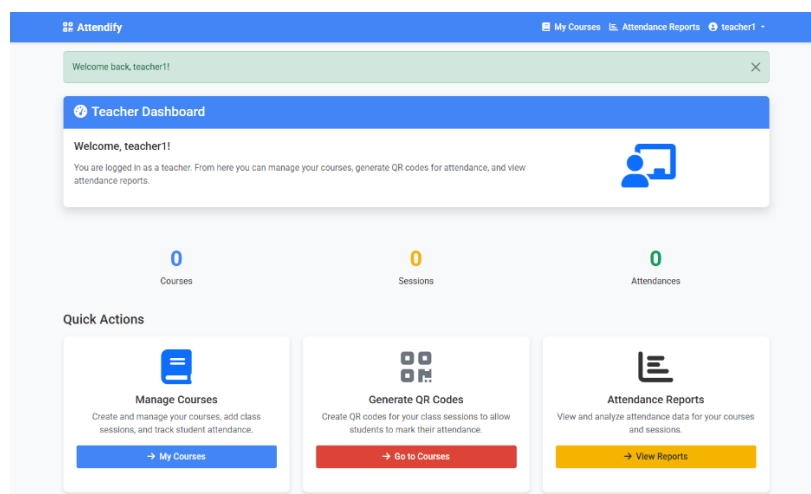 Attendify
My Courses Attendance Reports teacher1
Welcome back, teacher1!
Teacher Dashboard
Welcome, teacher1!
You are logged in as a teacher. From here you can manage your courses, generate QR codes for attendance, and view
attendance reports.
0
Courses
0
Sessions
0
Attendances
Quick Actions
Manage Courses
Create and manage your courses, add class
sessions, and track student attendance.
→ My Courses
Generate QR Codes
Create QR codes for your class sessions to allow
students to mark their attendance.
→ Go to Courses
Attendance Reports
View and analyze attendance data for your courses
and sessions.
→ View Reports